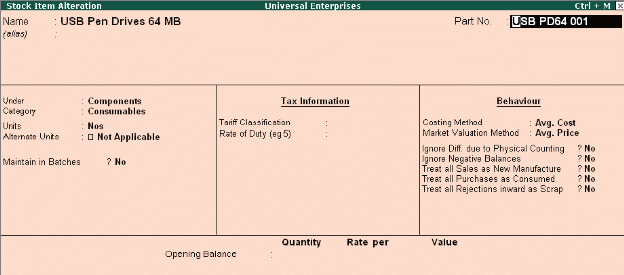 Stock Item Alteration Universal Enterprises Ctrl + M
Name : USB Pen Drives 64 MB Part No. : USB PD64 001
(alias) :
Under : Components
Category : Consumables
Units : Nos
Alternate Units : Not Applicable
Maintain in Batches ? No
Tax Information
Tariff Classification :
Rate of Duty (eg 5) :
Behaviour
Costing Method : Avg. Cost
Market Valuation Method : Avg. Price
Ignore Diff. due to Physical Counting ? No
Ignore Negative Balances ? No
Treat all Sales as New Manufacture ? No
Treat all Purchases as Consumed ? No
Treat all Rejections inward as Scrap ? No
Quantity Rate per Value
Opening Balance :